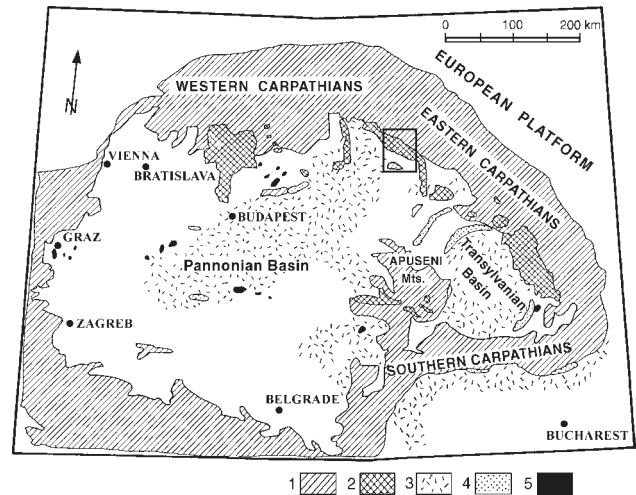 0 100 200 km
EUROPEAN PLATFORM
WESTERN CARPATHIANS
N
EASTERN CARPATHIANS
VIENNA
BRATISLAVA
BUDAPEST
GRAZ
Pannonian Basin
APUSENI
Mts.
Transylvanian
Basin
ZAGREB
SOUTHERN CARPATHIANS
BELGRADE
BUCHAREST
1 2 3 4 5